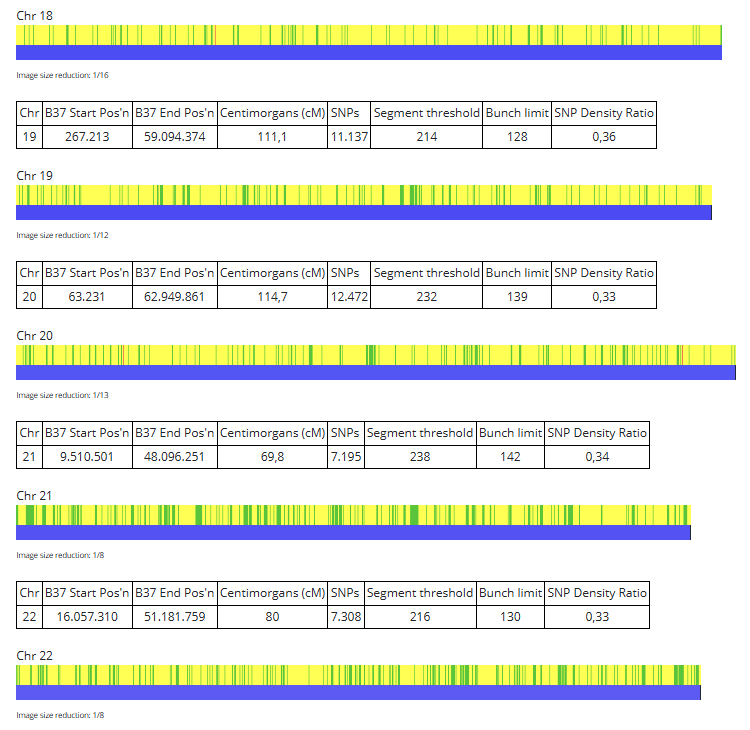 Chr 18
Image size reduction: 1/16
Chr B37 Start Pos'n B37 End Pos'n Centimorgans (cM) SNPs Segment threshold Bunch limit SNP Density Ratio
19 267.213 59.094.374 111,1 11.137 214 128 0,36
Chr 19
Image size reduction: 1/12
Chr B37 Start Pos'n B37 End Pos'n Centimorgans (cM) SNPs Segment threshold Bunch limit SNP Density Ratio
20 63.231 62.949.861 114,7 12.472 232 139 0,33
Chr 20
Image size reduction: 1/13
Chr B37 Start Pos'n B37 End Pos'n Centimorgans (cM) SNPs Segment threshold Bunch limit SNP Density Ratio
21 9.510.501 48.096.251 69,8 7.195 238 142 0,34
Chr 21
Image size reduction: 1/8
Chr B37 Start Pos'n B37 End Pos'n Centimorgans (cM) SNPs Segment threshold Bunch limit SNP Density Ratio
22 16.057.310 51.181.759 80 7.308 216 130 0,33
Chr 22
Image size reduction: 1/8